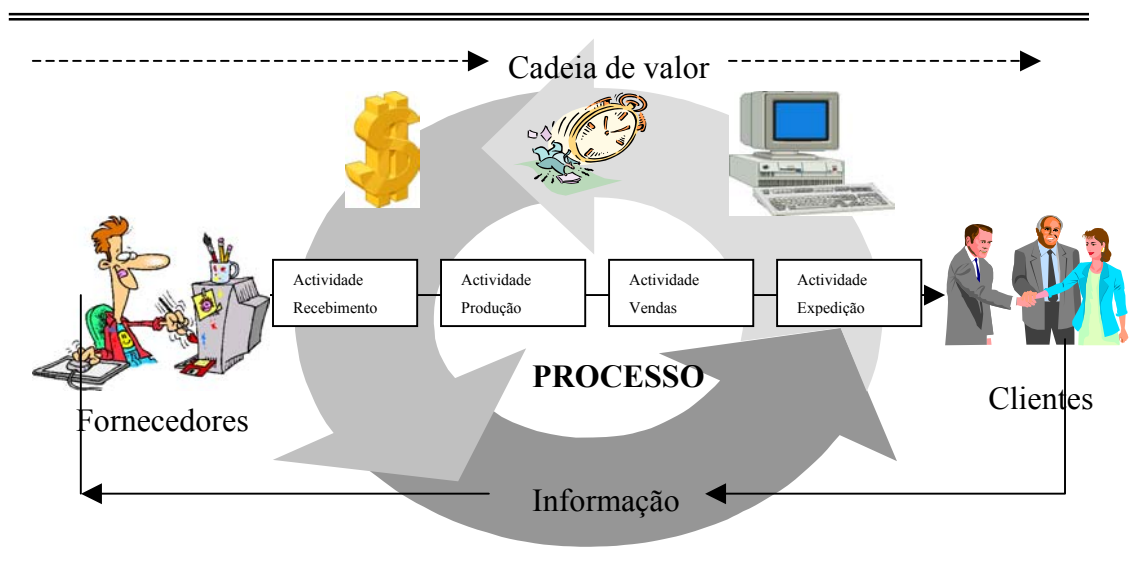 Cadeia de valor
Actividade
Recebimento
Actividade
Produção
Actividade
Vendas
Actividade
Expedição
PROCESSO
Fornecedores
Clientes
Informação